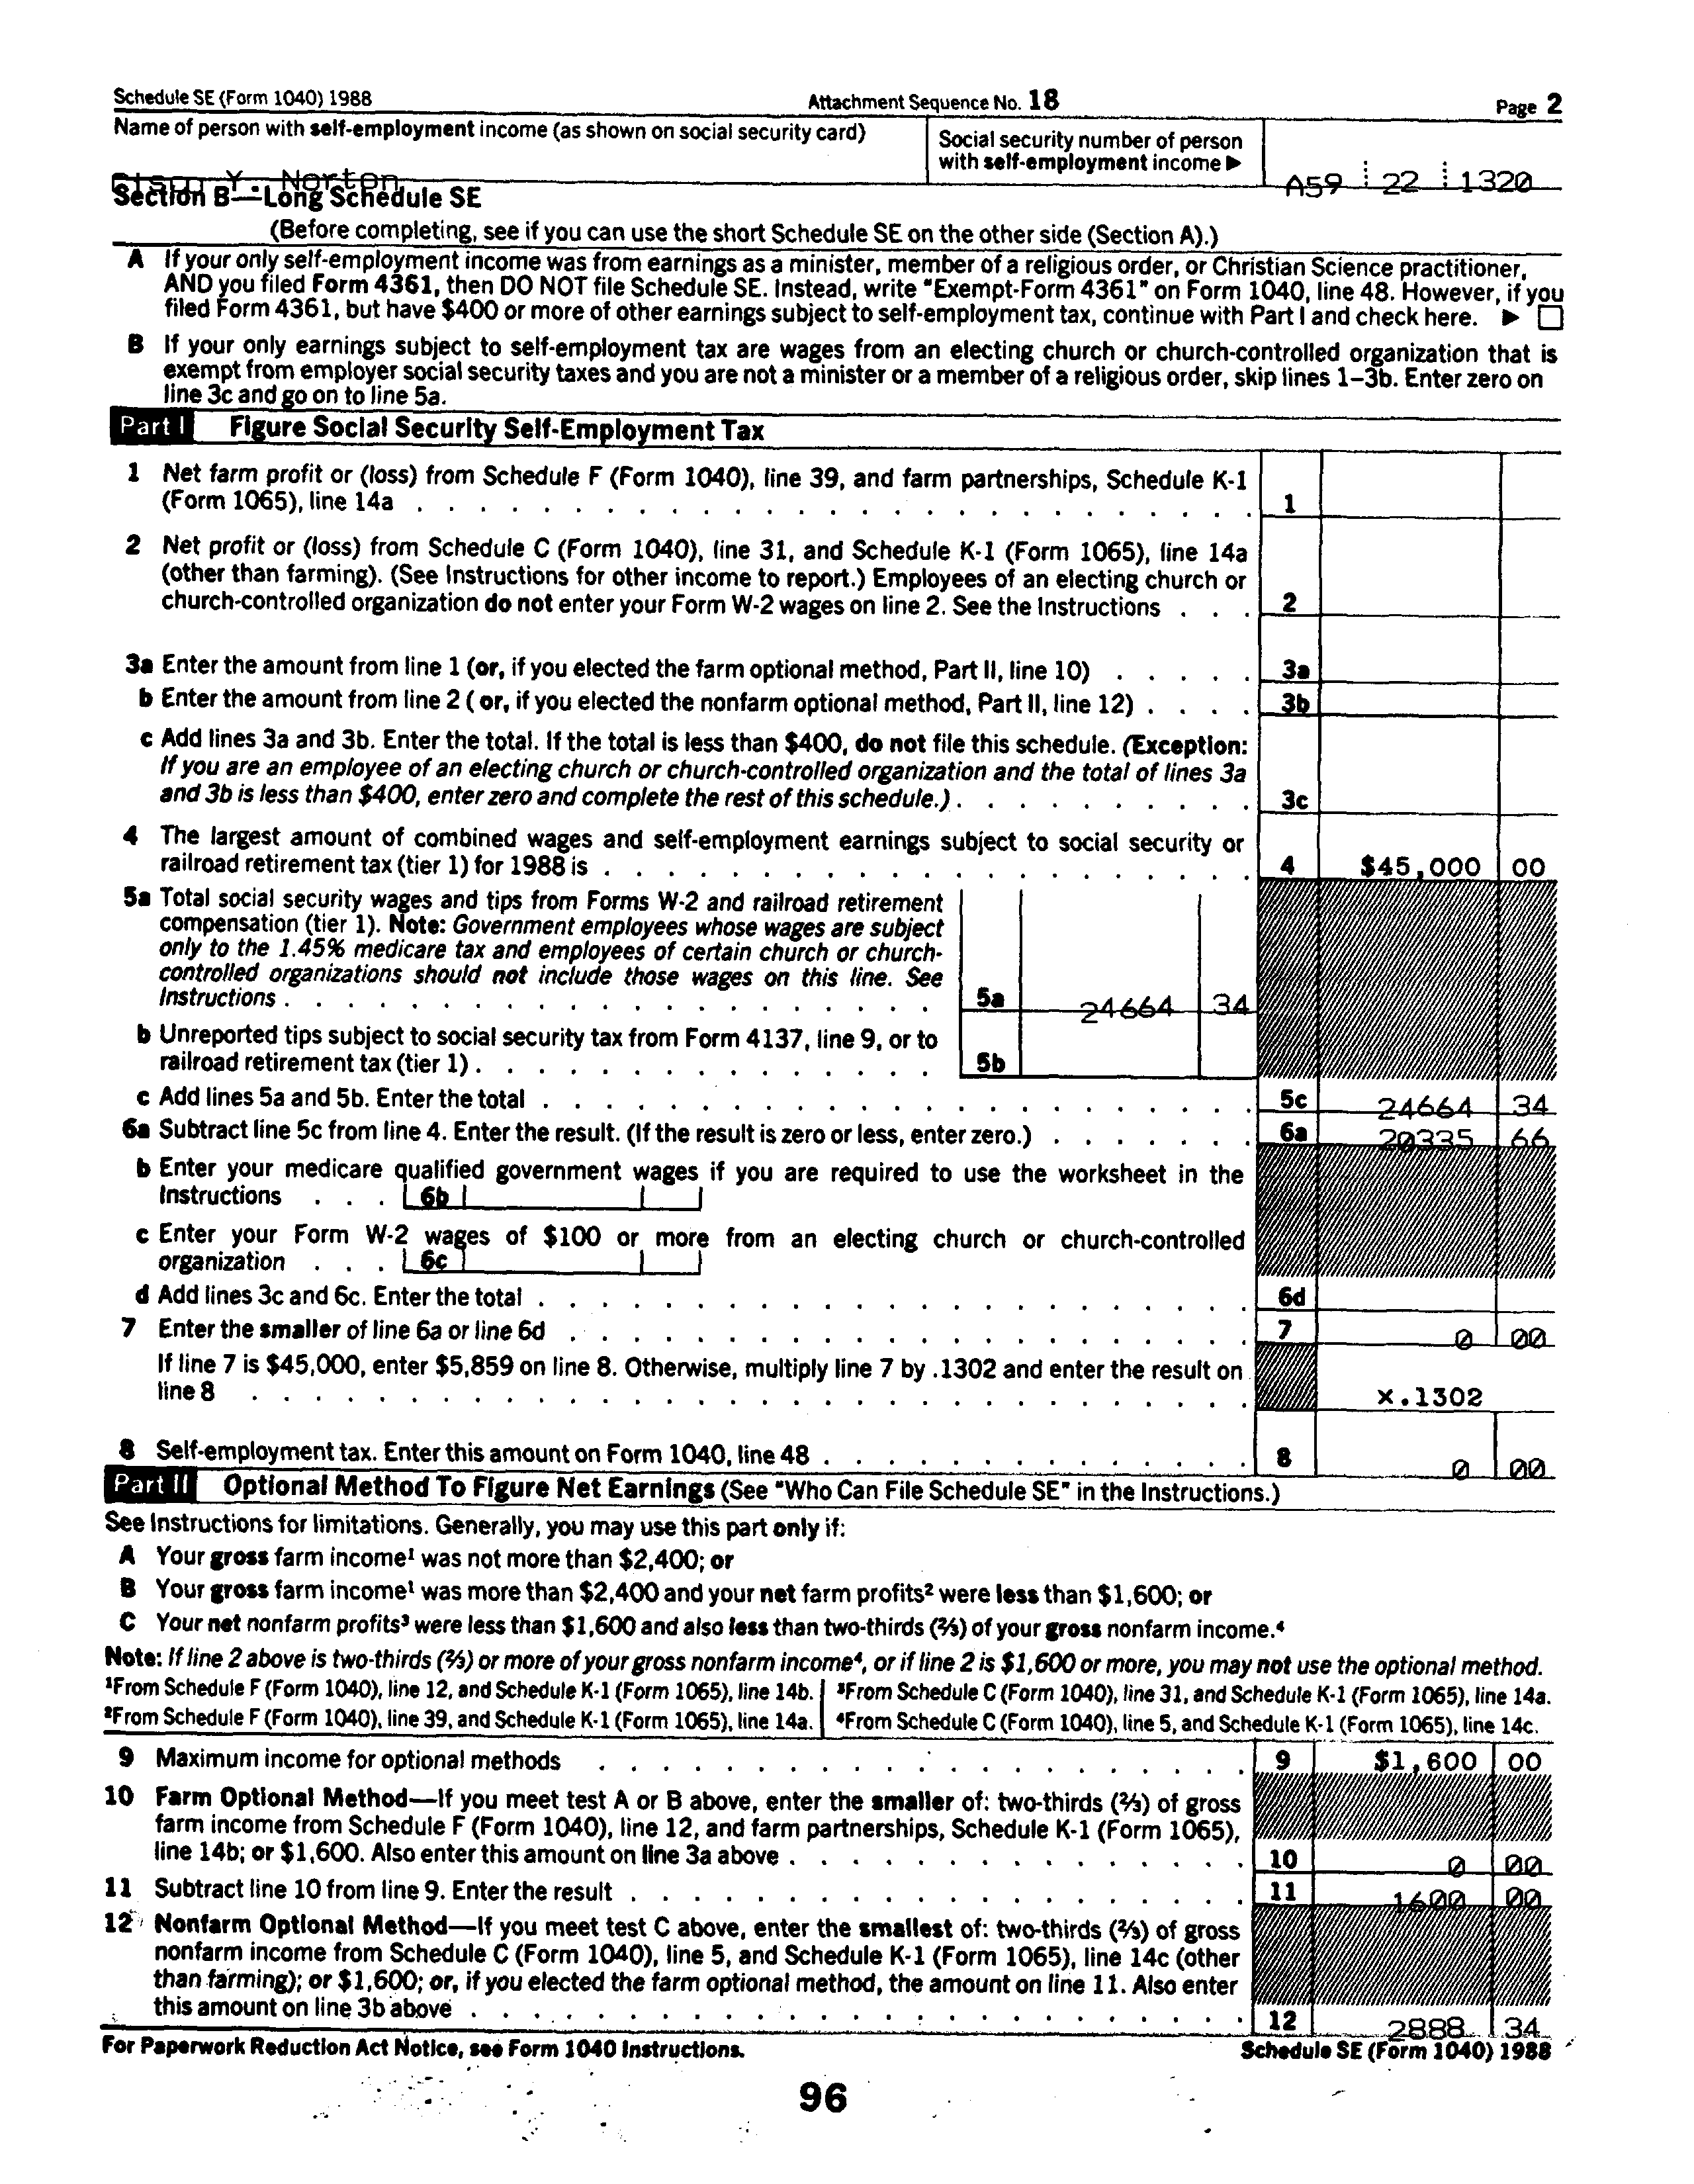 Schedule SE (Form 1040) 1988 Attachment Sequence No. 18 Page 2
Name of person with self-employment income (as shown on social security card)
Social security number of person
with self-employment income ▶
Y. Norton A59 22 1320
Section B—Long Schedule SE
(Before completing, see if you can use the short Schedule SE on the other side (Section A).)
A If your only self-employment income was from earnings as a minister, member of a religious order, or Christian Science practitioner,
AND you filed Form 4361, then DO NOT file Schedule SE. Instead, write "Exempt-Form 4361" on Form 1040, line 48. However, if you
filed Form 4361, but have $400 or more of other earnings subject to self-employment tax, continue with Part I and check here. ▶ ☐
B If your only earnings subject to self-employment tax are wages from an electing church or church-controlled organization that is
exempt from employer social security taxes and you are not a minister or a member of a religious order, skip lines 1–3b. Enter zero on
line 3c and go on to line 5a.
Part I Figure Social Security Self-Employment Tax
1 Net farm profit or (loss) from Schedule F (Form 1040), line 39, and farm partnerships, Schedule K-1
(Form 1065), line 14a . . . 1
2 Net profit or (loss) from Schedule C (Form 1040), line 31, and Schedule K-1 (Form 1065), line 14a
(other than farming). (See Instructions for other income to report.) Employees of an electing church or
church-controlled organization do not enter your Form W-2 wages on line 2. See the Instructions . . . 2
3a Enter the amount from line 1 (or, if you elected the farm optional method, Part II, line 10) . . . 3a
b Enter the amount from line 2 ( or, if you elected the nonfarm optional method, Part II, line 12) . . . 3b
c Add lines 3a and 3b. Enter the total. If the total is less than $400, do not file this schedule. (Exception:
If you are an employee of an electing church or church-controlled organization and the total of lines 3a
and 3b is less than $400, enter zero and complete the rest of this schedule.) . . . 3c
4 The largest amount of combined wages and self-employment earnings subject to social security or
railroad retirement tax (tier 1) for 1988 is . . . 4 $45,000 00
5a Total social security wages and tips from Forms W-2 and railroad retirement
compensation (tier 1). Note: Government employees whose wages are subject
only to the 1.45% medicare tax and employees of certain church or church-
controlled organizations should not include those wages on this line. See
Instructions . . . 5a 24664 34
b Unreported tips subject to social security tax from Form 4137, line 9, or to
railroad retirement tax (tier 1) . . . 5b
c Add lines 5a and 5b. Enter the total . . . 5c 24664 34
6a Subtract line 5c from line 4. Enter the result. (If the result is zero or less, enter zero.) . . . 6a 20335 66
b Enter your medicare qualified government wages if you are required to use the worksheet in the
Instructions . . . 6b
c Enter your Form W-2 wages of $100 or more from an electing church or church-controlled
organization . . . 6c
d Add lines 3c and 6c. Enter the total . . . 6d
7 Enter the smaller of line 6a or line 6d . . . 7 0 00
If line 7 is $45,000, enter $5,859 on line 8. Otherwise, multiply line 7 by .1302 and enter the result on
line 8 . . . x.1302
8 Self-employment tax. Enter this amount on Form 1040, line 48 . . . 8 0 00
Part II Optional Method To Figure Net Earnings (See "Who Can File Schedule SE" in the Instructions.)
See Instructions for limitations. Generally, you may use this part only if:
A Your gross farm income¹ was not more than $2,400; or
B Your gross farm income¹ was more than $2,400 and your net farm profits² were less than $1,600; or
C Your net nonfarm profits³ were less than $1,600 and also less than two-thirds (⅔) of your gross nonfarm income.⁴
Note: If line 2 above is two-thirds (⅔) or more of your gross nonfarm income⁴, or if line 2 is $1,600 or more, you may not use the optional method.
¹From Schedule F (Form 1040), line 12, and Schedule K-1 (Form 1065), line 14b. ³From Schedule C (Form 1040), line 31, and Schedule K-1 (Form 1065), line 14a.
²From Schedule F (Form 1040), line 39, and Schedule K-1 (Form 1065), line 14a. ⁴From Schedule C (Form 1040), line 5, and Schedule K-1 (Form 1065), line 14c.
9 Maximum income for optional methods . . . 9 $1,600 00
10 Farm Optional Method—If you meet test A or B above, enter the smaller of: two-thirds (⅔) of gross
farm income from Schedule F (Form 1040), line 12, and farm partnerships, Schedule K-1 (Form 1065),
line 14b; or $1,600. Also enter this amount on line 3a above . . . 10 0 00
11 Subtract line 10 from line 9. Enter the result . . . 11 1600 00
12 Nonfarm Optional Method—If you meet test C above, enter the smallest of: two-thirds (⅔) of gross
nonfarm income from Schedule C (Form 1040), line 5, and Schedule K-1 (Form 1065), line 14c (other
than farming); or $1,600; or, if you elected the farm optional method, the amount on line 11. Also enter
this amount on line 3b above . . . 12 2888 34
For Paperwork Reduction Act Notice, see Form 1040 Instructions. Schedule SE (Form 1040) 1988
96